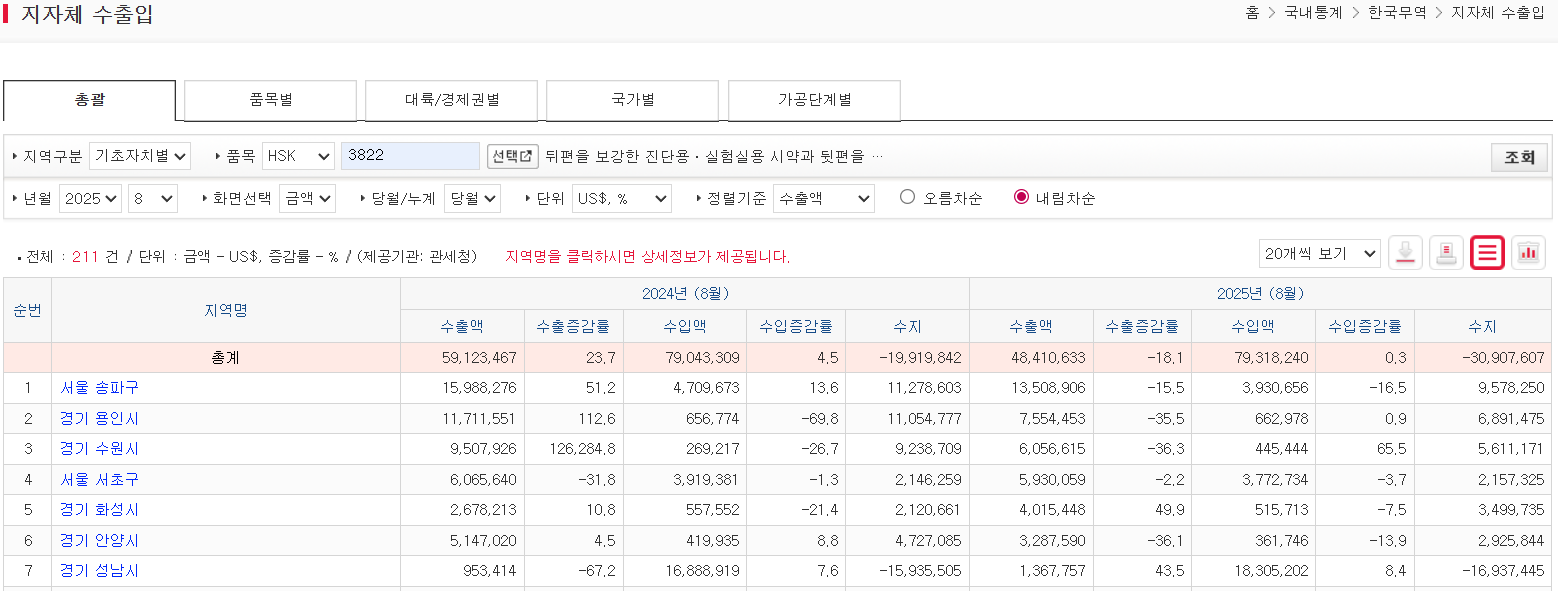 지자체 수출입
홈 > 국내통계 > 한국무역 > 지자체 수출입
총괄 품목별 대륙/경제권별 국가별 가공단계별
지역구분 기초자치별 품목 HSK 3822 선택 뒤편을 보강한 진단용·실험실용 시약과 뒷편을 … 조회
년월 2025 8 화면선택 금액 당월/누계 당월 단위 US$, % 정렬기준 수출액 오름차순 내림차순
전체 : 211 건 / 단위 : 금액 - US$, 증감률 - % / (제공기관: 관세청) 지역명을 클릭하시면 상세정보가 제공됩니다. 20개씩 보기
순번 지역명 2024년 (8월) 2025년 (8월)
수출액 수출증감률 수입액 수입증감률 수지 수출액 수출증감률 수입액 수입증감률 수지
총계 59,123,467 23.7 79,043,309 4.5 -19,919,842 48,410,633 -18.1 79,318,240 0.3 -30,907,607
1 서울 송파구 15,988,276 51.2 4,709,673 13.6 11,278,603 13,508,906 -15.5 3,930,656 -16.5 9,578,250
2 경기 용인시 11,711,551 112.6 656,774 -69.8 11,054,777 7,554,453 -35.5 662,978 0.9 6,891,475
3 경기 수원시 9,507,926 126,284.8 269,217 -26.7 9,238,709 6,056,615 -36.3 445,444 65.5 5,611,171
4 서울 서초구 6,065,640 -31.8 3,919,381 -1.3 2,146,259 5,930,059 -2.2 3,772,734 -3.7 2,157,325
5 경기 화성시 2,678,213 10.8 557,552 -21.4 2,120,661 4,015,448 49.9 515,713 -7.5 3,499,735
6 경기 안양시 5,147,020 4.5 419,935 8.8 4,727,085 3,287,590 -36.1 361,746 -13.9 2,925,844
7 경기 성남시 953,414 -67.2 16,888,919 7.6 -15,935,505 1,367,757 43.5 18,305,202 8.4 -16,937,445